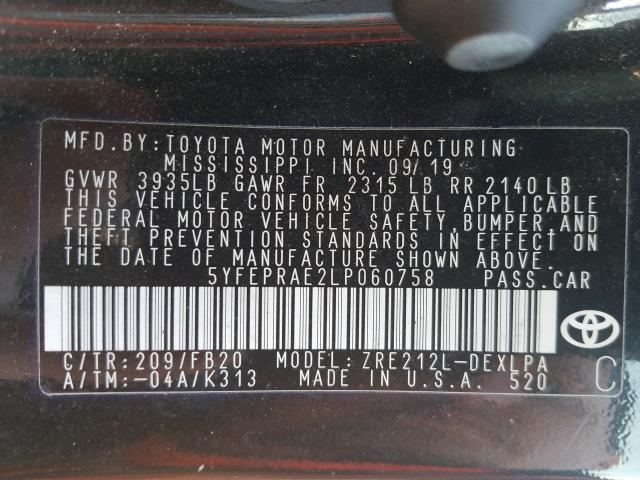 MFD.BY:TOYOTA MOTOR MANUFACTURING
MISSISSIPPI INC. 09/19
GVWR 3935LB GAWR FR 2315 LB RR 2140 LB
THIS VEHICLE CONFORMS TO ALL APPLICABLE
FEDERAL MOTOR VEHICLE SAFETY, BUMPER, AND
THEFT PREVENTION STANDARDS IN EFFECT ON
THE DATE OF MANUFACTURE SHOWN ABOVE.
5YFEPRAE2LP060758 PASS.CAR
C/TR:209/FB20 MODEL:ZRE212L-DEXLPA
A/TM:-04A/K313 MADE IN U.S.A. 520
C